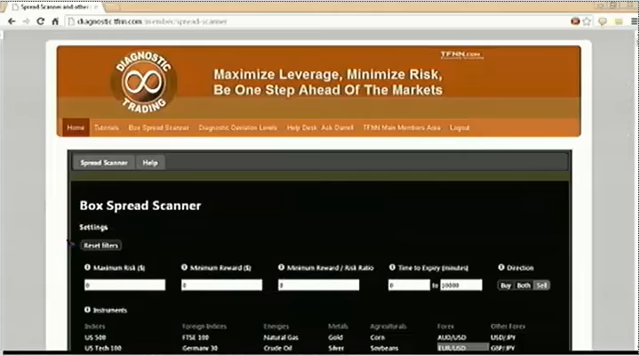 Spread Scanner and other
diagnostic.tfnn.com/member/spread-scanner
TFNN.COM
DIAGNOSTIC
TRADING
Maximize Leverage, Minimize Risk,
Be One Step Ahead Of The Markets
Home Tutorials Box Spread Scanner Diagnostic Deviation Levels Help Desk Ask Darrell TFNN Main Members Area Logout
Spread Scanner Help
Box Spread Scanner
Settings
Reset filters
Maximum Risk ($) Minimum Reward ($) Minimum Reward / Risk Ratio Time to Expiry (minutes) Direction
0 0 0 0 to 10000 Buy Both Sell
Instruments
Indices Foreign Indices Energies Metals Agriculturals Forex Other Forex
US 500 FTSE 100 Natural Gas Gold Corn AUD/USD USD/JPY
US Tech 100 Germany 30 Crude Oil Silver Soybeans EUR/USD GBP/JPY